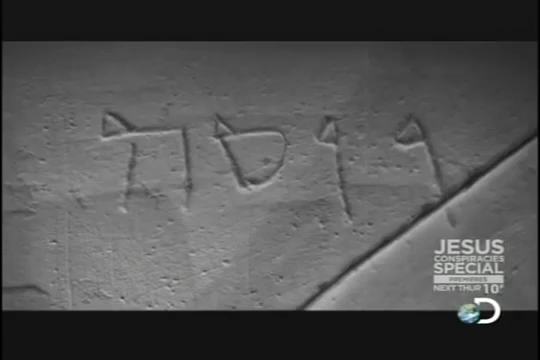 יוסה
JESUS
CONSPIRACIES
SPECIAL
PREMIERES
NEXT THUR 10
D